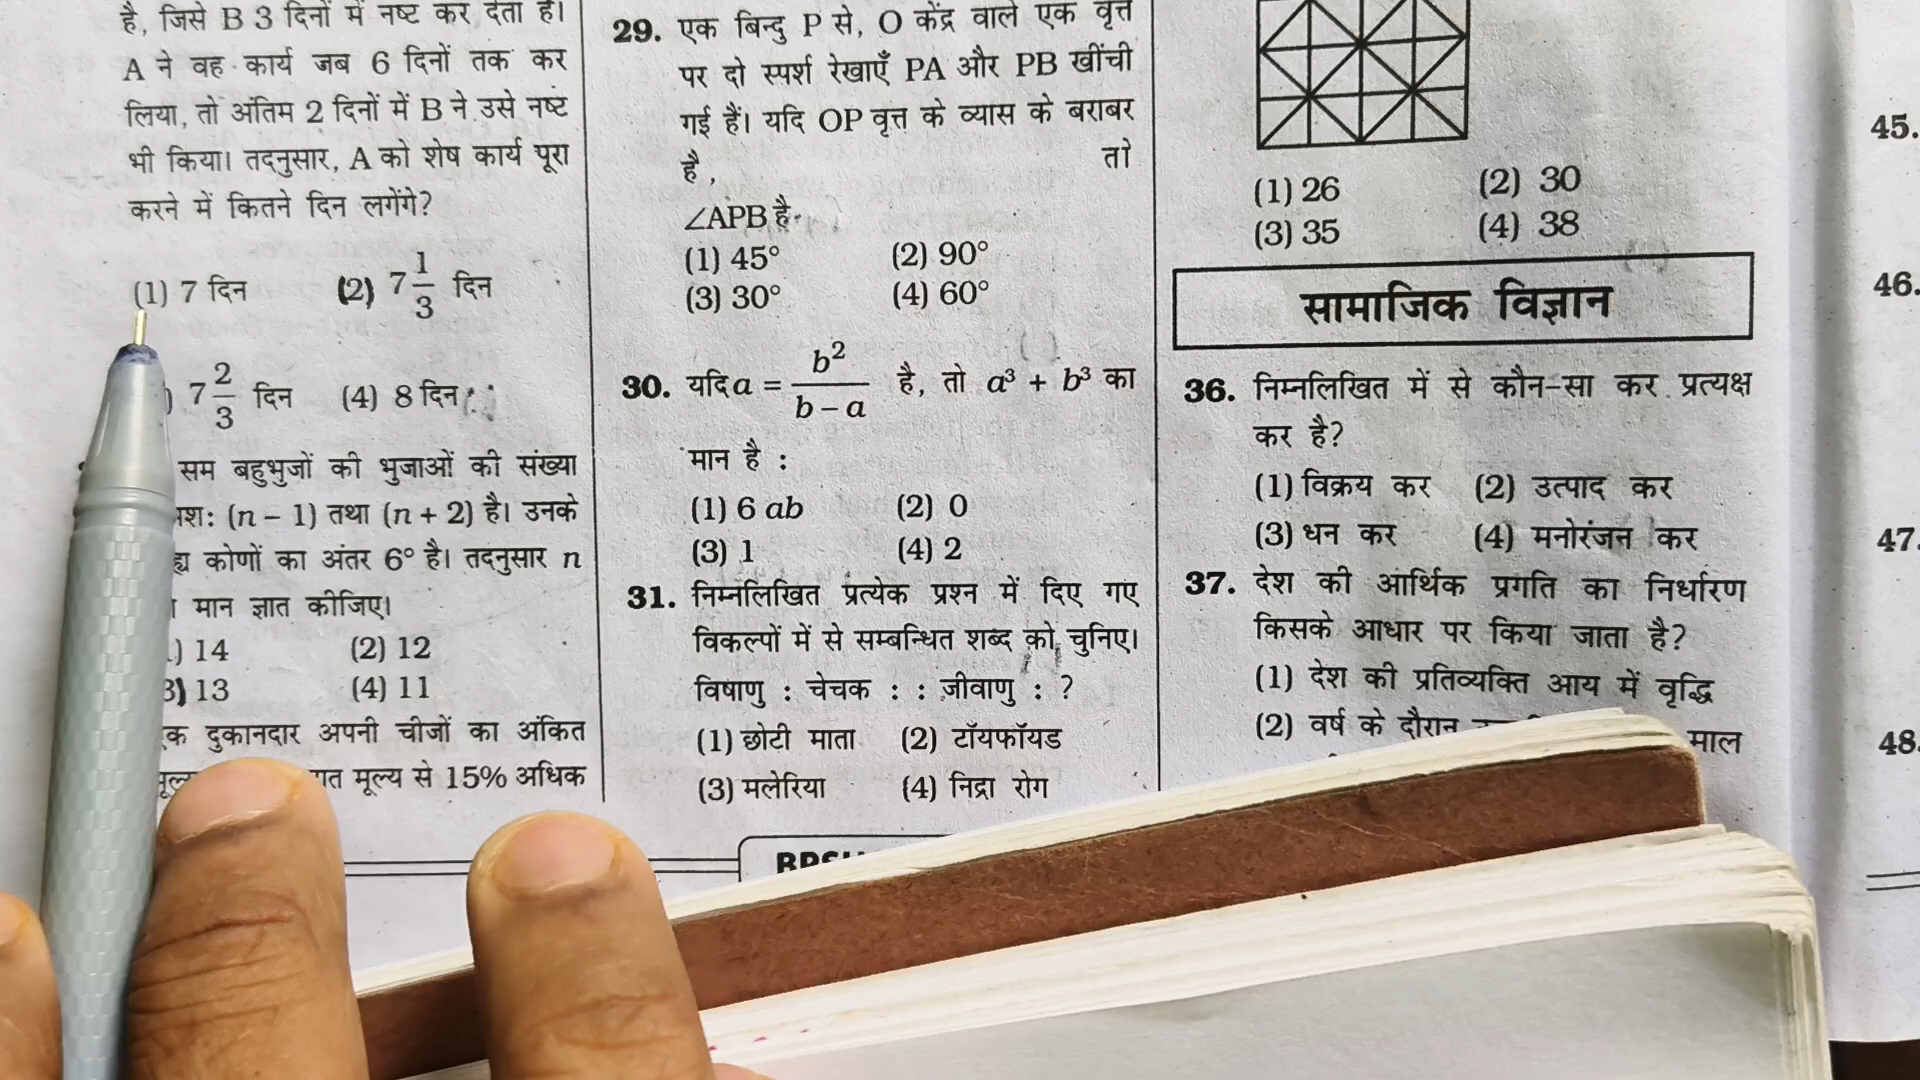 है, जिसे B 3 दिनों में नष्ट कर देता है।
A ने वह कार्य जब 6 दिनों तक कर
लिया, तो अंतिम 2 दिनों में B ने उसे नष्ट
भी किया। तदनुसार, A को शेष कार्य पूरा
करने में कितने दिन लगेंगे?
(1) 7 दिन (2) 7 1/3 दिन
) 7 2/3 दिन (4) 8 दिन
सम बहुभुजों की भुजाओं की संख्या
(n – 1) तथा (n + 2) है। उनके
कोणों का अंतर 6° है। तदनुसार n
मान ज्ञात कीजिए।
) 14 (2) 12
3) 13 (4) 11
दुकानदार अपनी चीजों का अंकित
मूल्य से 15% अधिक
29. एक बिन्दु P से, O केंद्र वाले एक वृत्त
पर दो स्पर्श रेखाएँ PA और PB खींची
गई हैं। यदि OP वृत्त के व्यास के बराबर
है, तो
∠APB है
(1) 45° (2) 90°
(3) 30° (4) 60°
30. यदि a = b²/(b – a) है, तो a³ + b³ का
मान है :
(1) 6 ab (2) 0
(3) 1 (4) 2
31. निम्नलिखित प्रत्येक प्रश्न में दिए गए
विकल्पों में से सम्बन्धित शब्द को चुनिए।
विषाणु : चेचक : : जीवाणु : ?
(1) छोटी माता (2) टॉयफॉयड
(3) मलेरिया (4) निद्रा रोग
(1) 26 (2) 30
(3) 35 (4) 38
सामाजिक विज्ञान
36. निम्नलिखित में से कौन-सा कर प्रत्यक्ष
कर है?
(1) विक्रय कर (2) उत्पाद कर
(3) धन कर (4) मनोरंजन कर
37. देश की आर्थिक प्रगति का निर्धारण
किसके आधार पर किया जाता है?
(1) देश की प्रतिव्यक्ति आय में वृद्धि
(2) वर्ष के दौरान माल
45.
46.
47.
48.